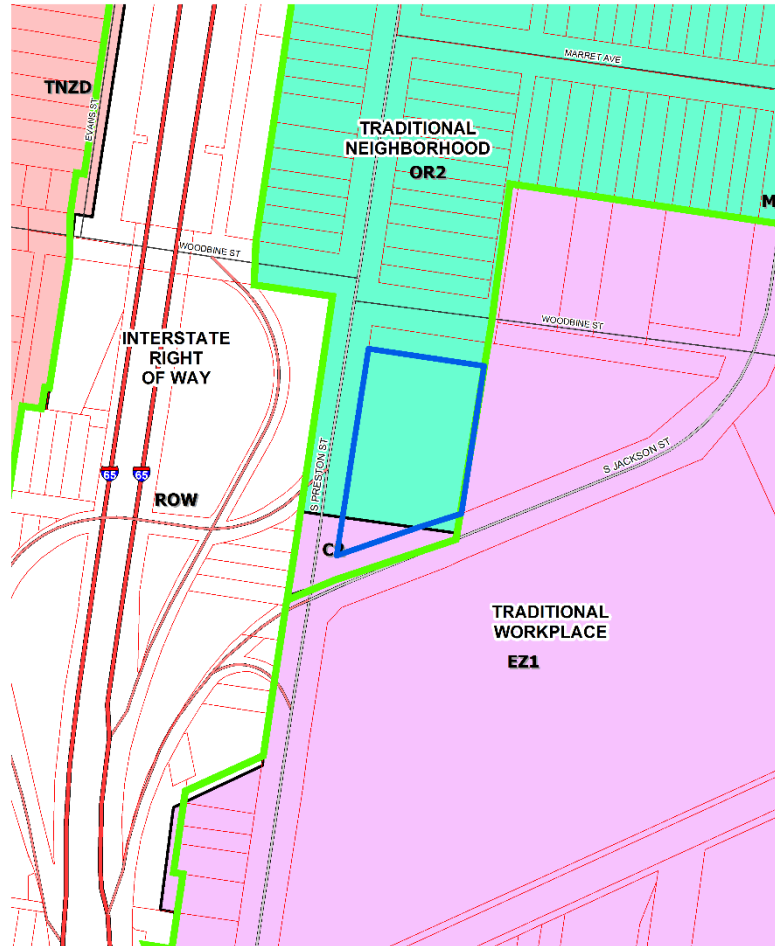 MARRET AVE
TNZD
EVANS ST
TRADITIONAL
NEIGHBORHOOD
OR2
WOODBINE ST
WOODBINE ST
INTERSTATE
RIGHT
OF WAY
S JACKSON ST
S PRESTON ST
65
65
ROW
TRADITIONAL
WORKPLACE
EZ1